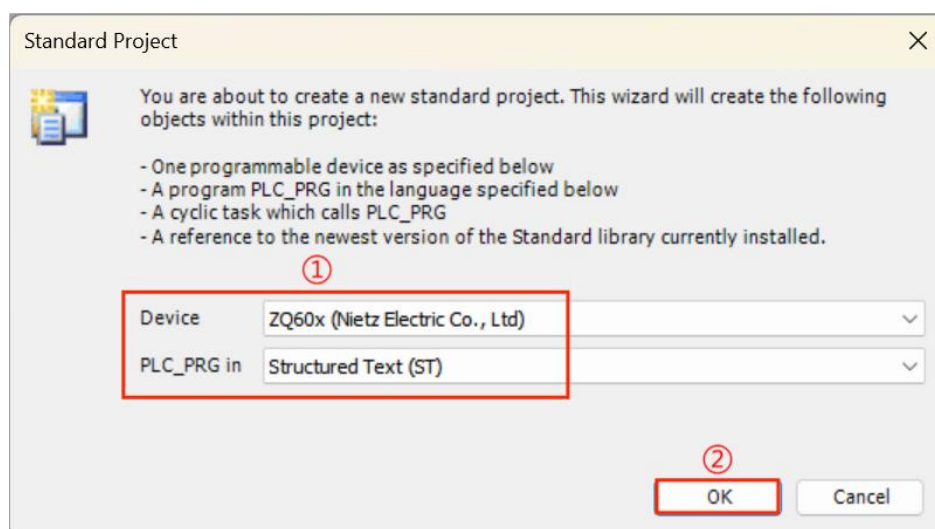 Standard Project
You are about to create a new standard project. This wizard will create the following
objects within this project:
- One programmable device as specified below
- A program PLC_PRG in the language specified below
- A cyclic task which calls PLC_PRG
- A reference to the newest version of the Standard library currently installed.
①
Device ZQ60x (Nietz Electric Co., Ltd)
PLC_PRG in Structured Text (ST)
②
OK Cancel